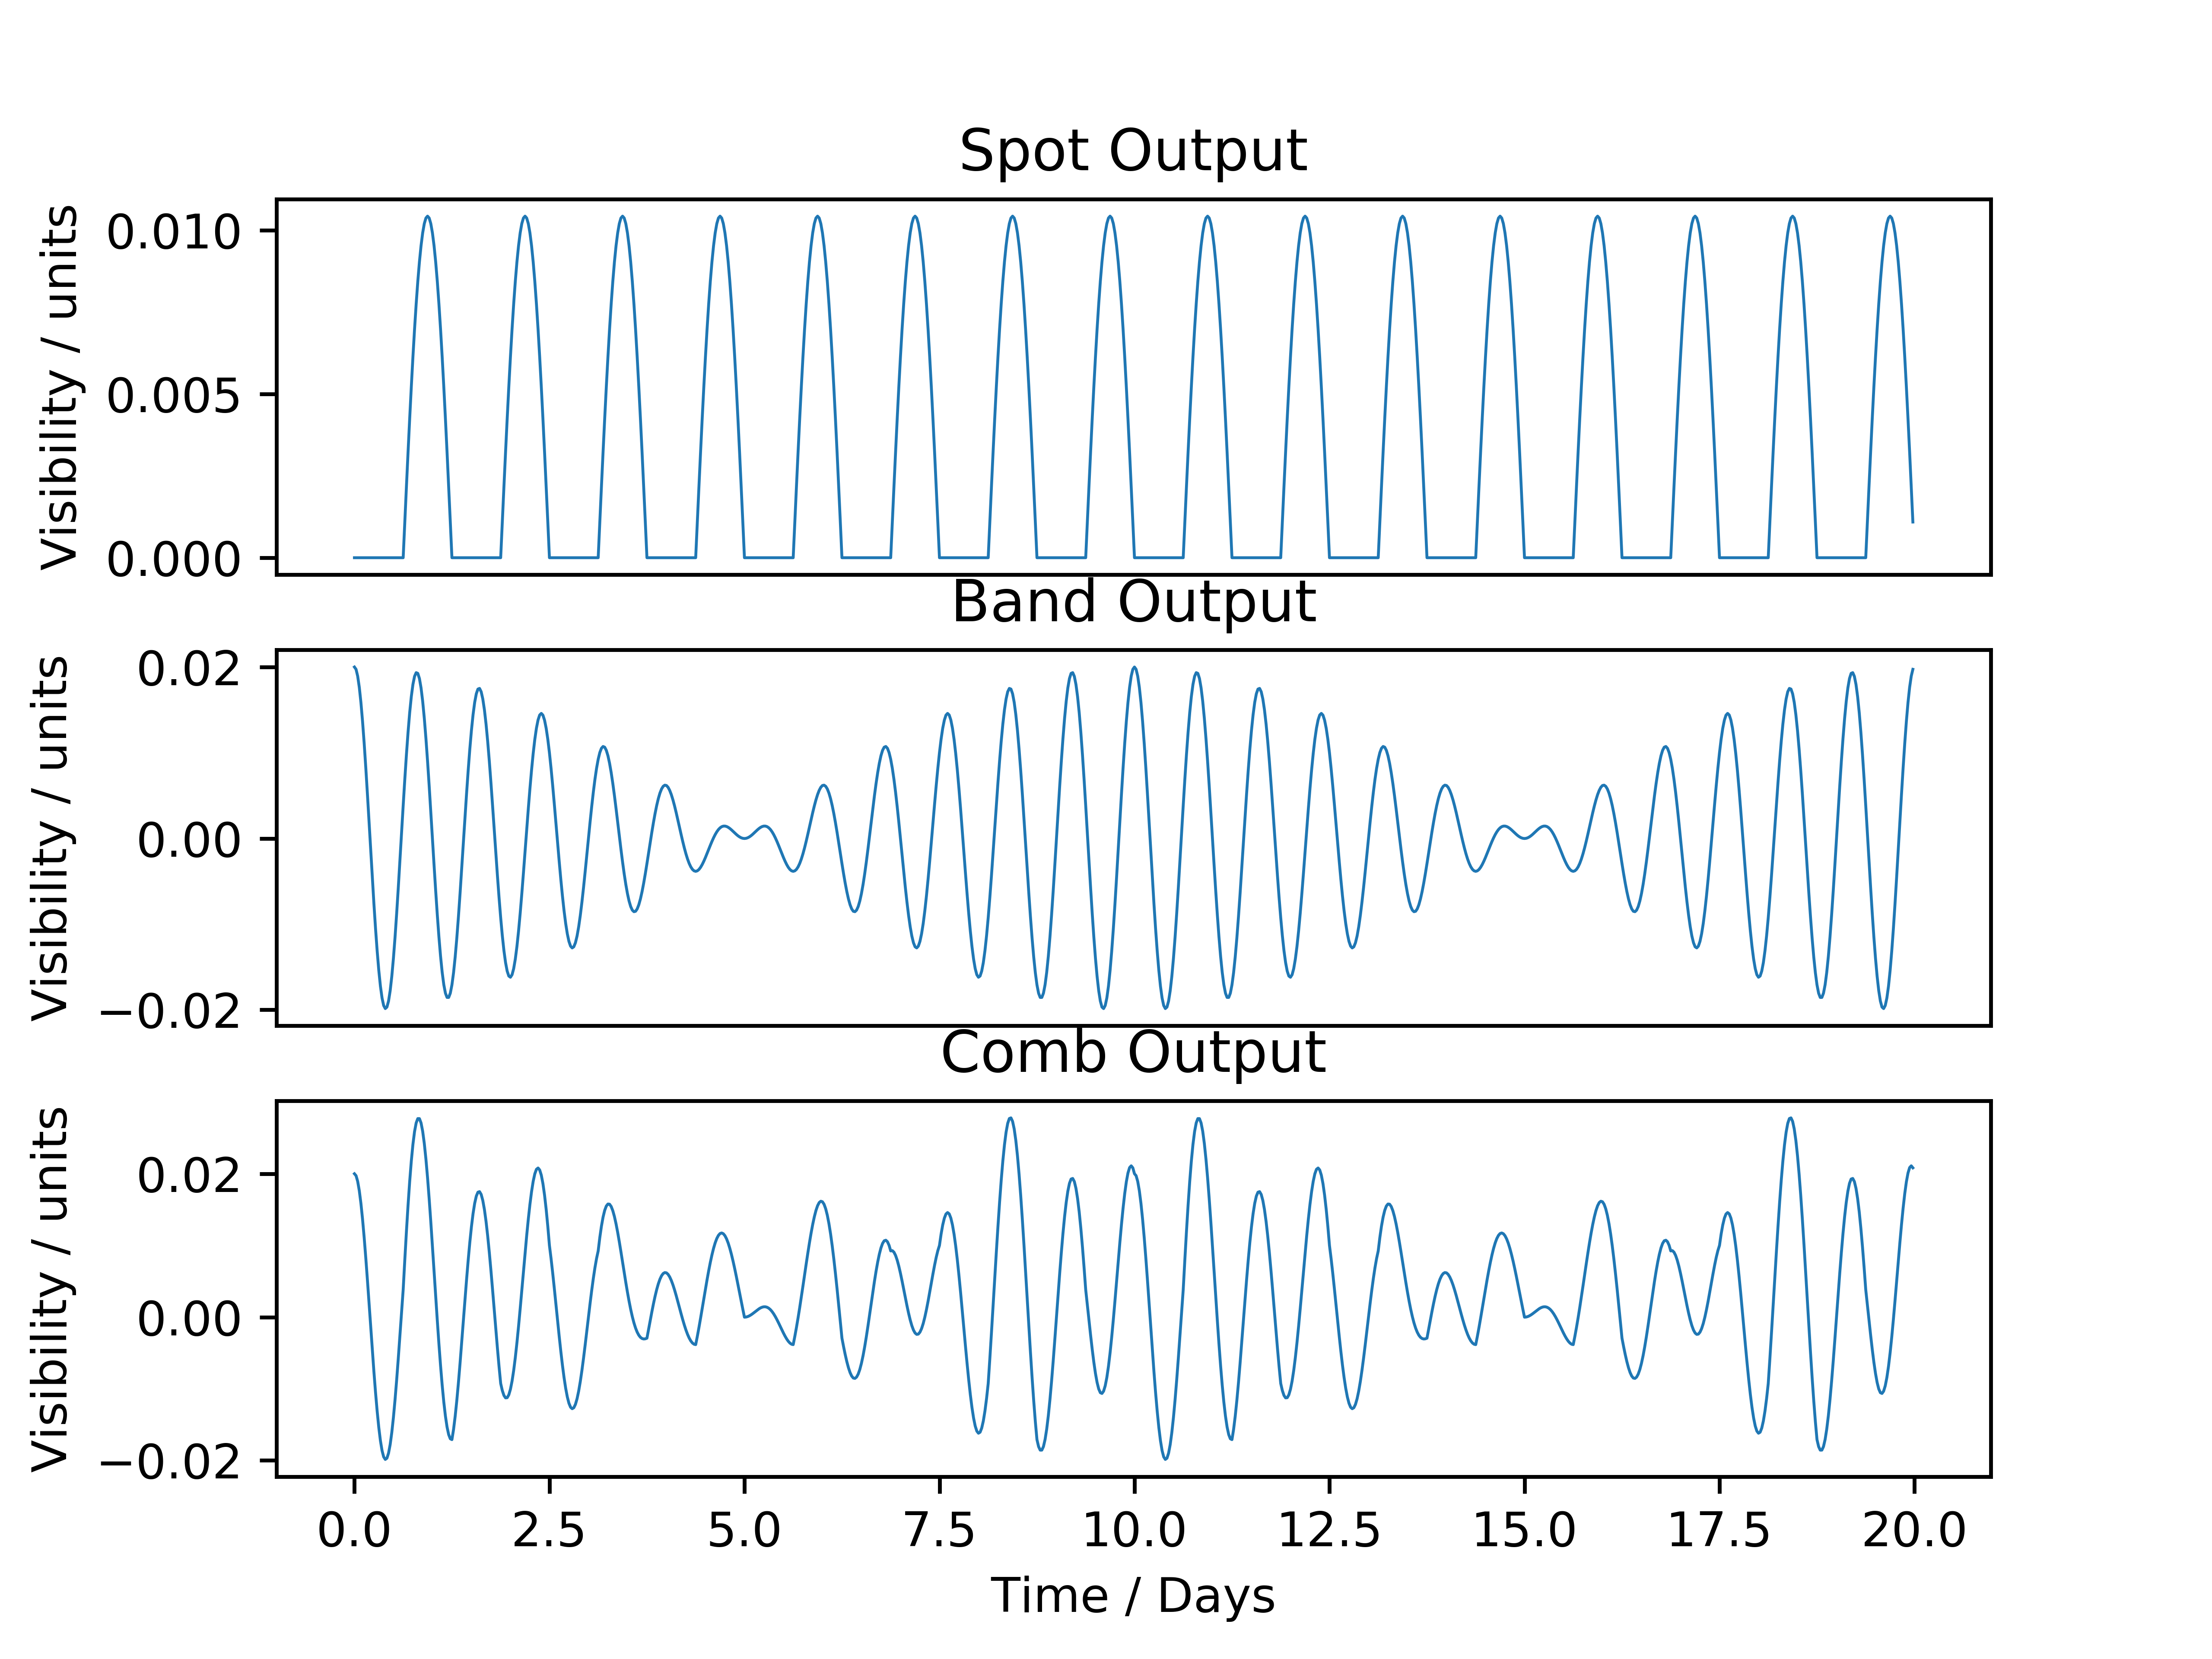 Spot Output
Visibility / units
0.010
0.005
0.000
Band Output
Visibility / units
0.02
0.00
−0.02
Comb Output
Visibility / units
0.02
0.00
−0.02
0.0 2.5 5.0 7.5 10.0 12.5 15.0 17.5 20.0
Time / Days